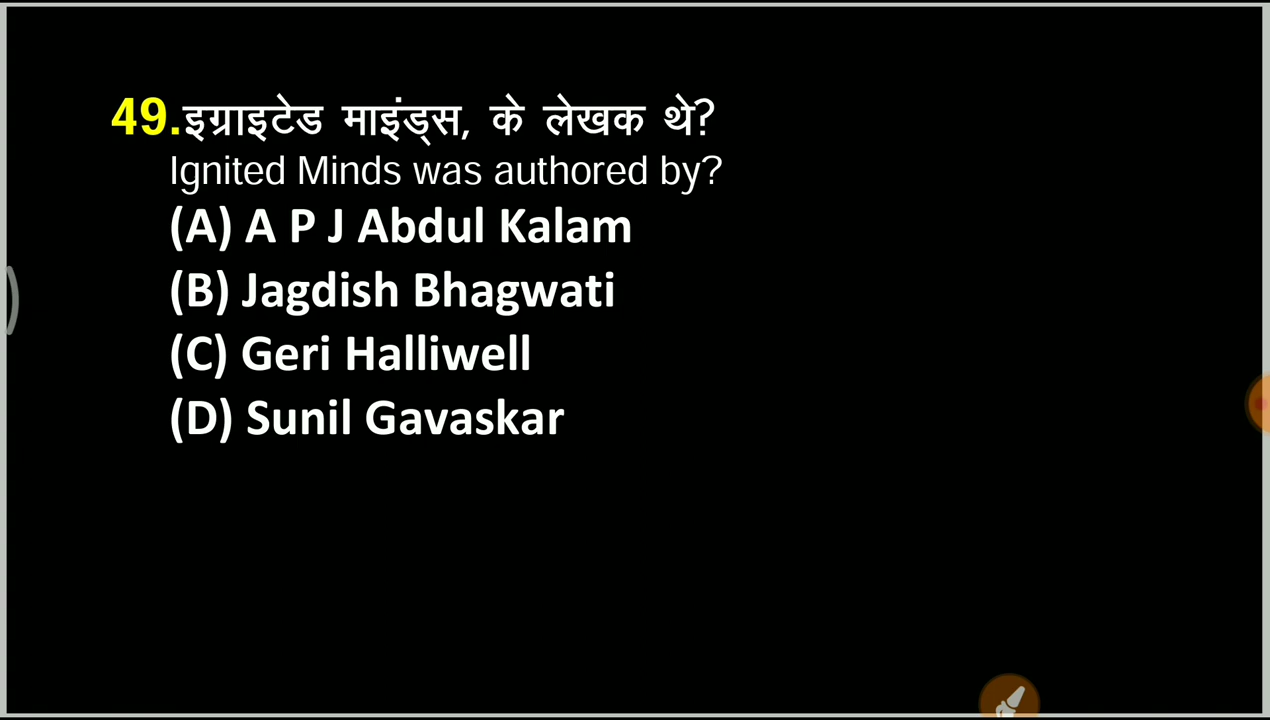 49.इग्राइटेड माइंड्स, के लेखक थे?
Ignited Minds was authored by?
(A) A P J Abdul Kalam
(B) Jagdish Bhagwati
(C) Geri Halliwell
(D) Sunil Gavaskar